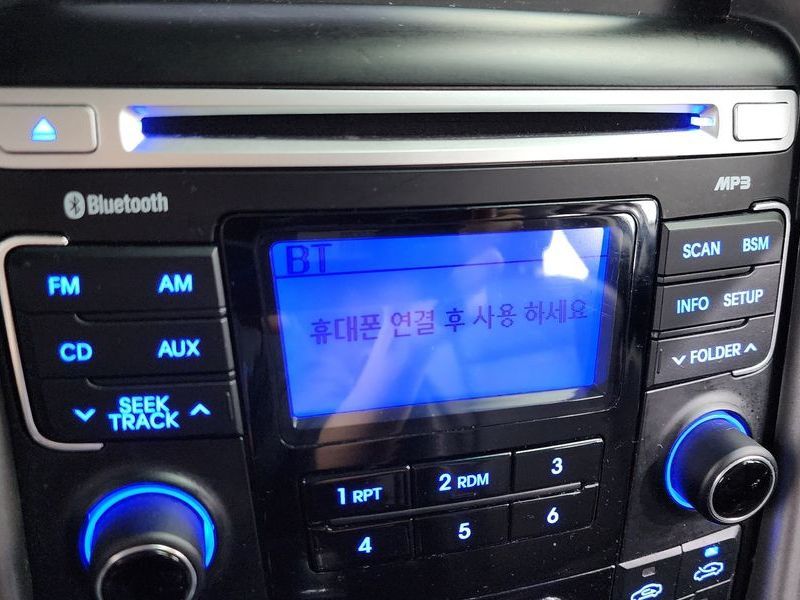 Bluetooth
MP3
FM AM
CD AUX
SEEK
TRACK
BT
휴대폰 연결 후 사용 하세요
SCAN BSM
INFO SETUP
FOLDER
1 RPT 2 RDM 3
4 5 6